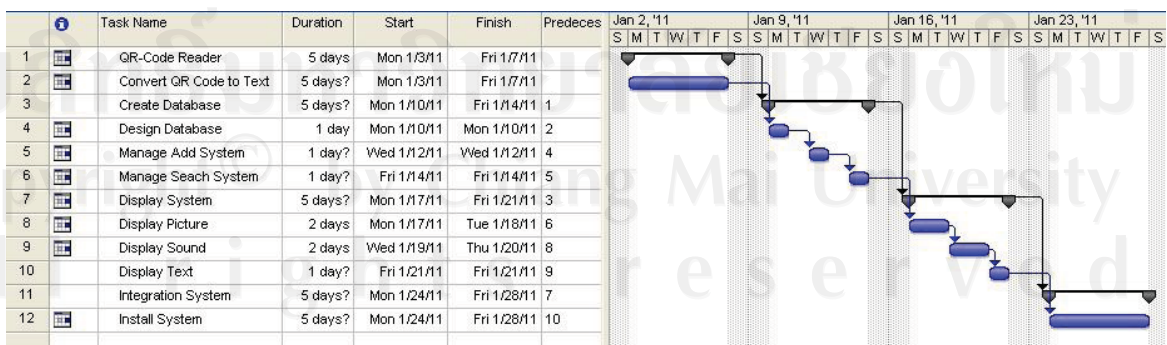 Task Name Duration Start Finish Predeces Jan 2, '11 Jan 9, '11 Jan 16, '11 Jan 23, '11
S M T W T F S S M T W T F S S M T W T F S S M T W T F S
1 QR-Code Reader 5 days Mon 1/3/11 Fri 1/7/11
2 Convert QR Code to Text 5 days? Mon 1/3/11 Fri 1/7/11
3 Create Database 5 days? Mon 1/10/11 Fri 1/14/11 1
4 Design Database 1 day Mon 1/10/11 Mon 1/10/11 2
5 Manage Add System 1 day? Wed 1/12/11 Wed 1/12/11 4
6 Manage Seach System 1 day? Fri 1/14/11 Fri 1/14/11 5
7 Display System 5 days? Mon 1/17/11 Fri 1/21/11 3
8 Display Picture 2 days Mon 1/17/11 Tue 1/18/11 6
9 Display Sound 2 days Wed 1/19/11 Thu 1/20/11 8
10 Display Text 1 day? Fri 1/21/11 Fri 1/21/11 9
11 Integration System 5 days? Mon 1/24/11 Fri 1/28/11 7
12 Install System 5 days? Mon 1/24/11 Fri 1/28/11 10
by Chiang Mai University
rights reserved